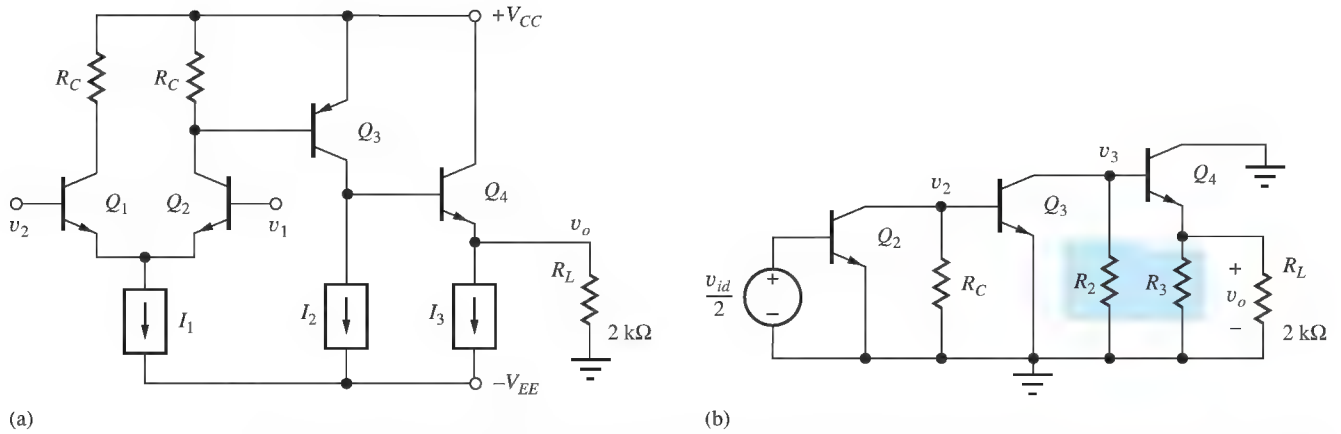 +V_CC
R_C
R_C
Q_3
Q_4
Q_1
Q_2
v_2
v_1
v_o
R_L
I_1
I_2
I_3
2 kΩ
−V_EE
(a)
v_3
v_2
Q_4
Q_3
Q_2
v_id/2
+
−
R_C
R_2
R_3
+
v_o
−
R_L
2 kΩ
(b)